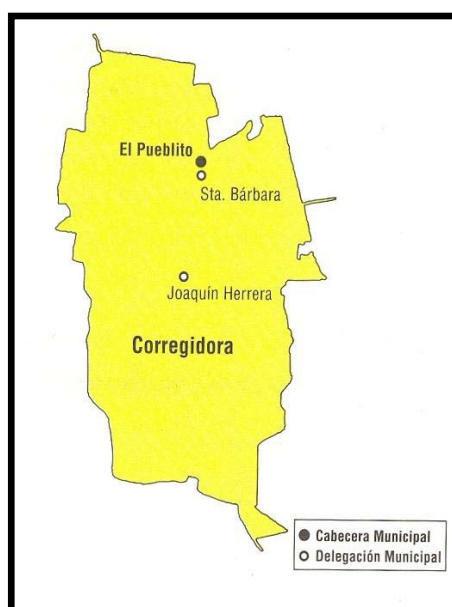 El Pueblito
Sta. Bárbara
Joaquín Herrera
Corregidora
Cabecera Municipal
Delegación Municipal